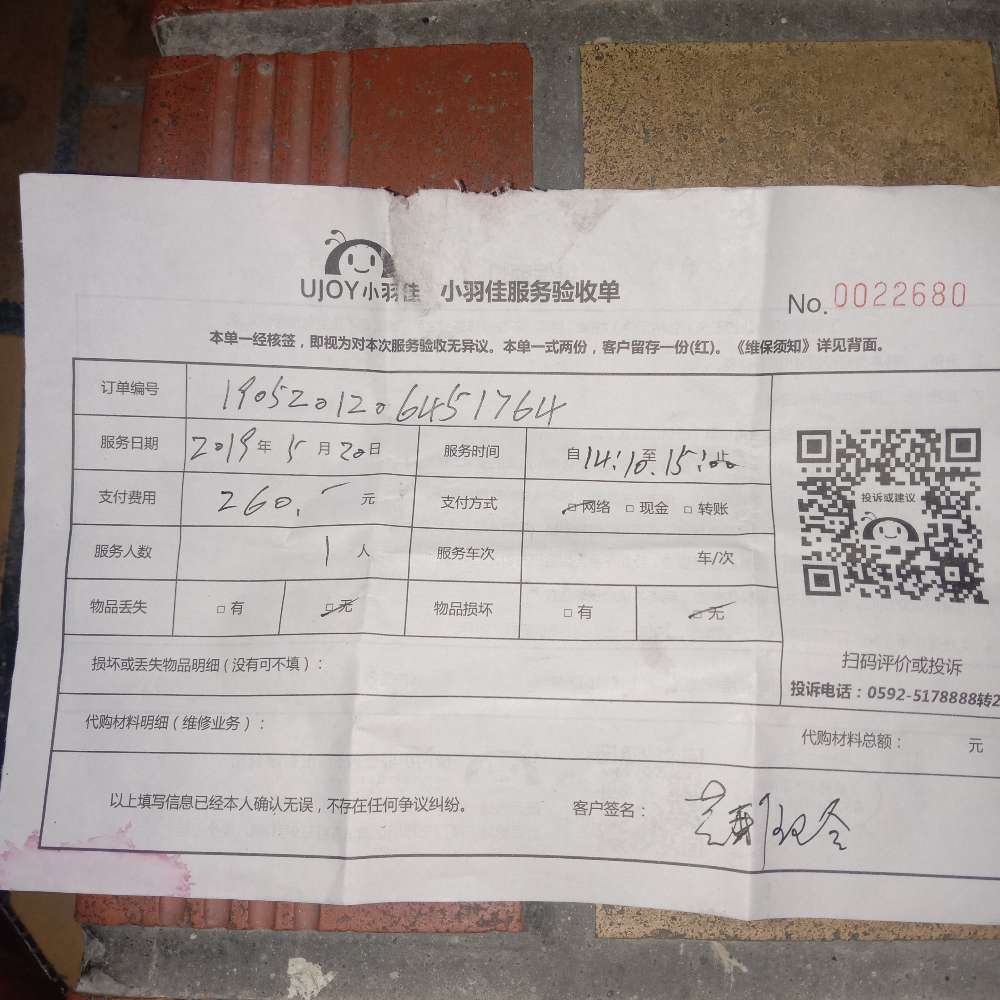 UJOY小羽佳 小羽佳服务验收单
No. 0022680
本单一经核签，即视为对本次服务验收无异议。本单一式两份，客户留存一份(红)。《维保须知》详见背面。
订单编号 19052012064517​64
服务日期 2019年5月20日 服务时间 自14:10至15:00止
支付费用 260.- 元 支付方式 □网络 □现金 □转账
服务人数 1人 服务车次 车/次
物品丢失 □有 □无 物品损坏 □有 □无
投诉或建议
损坏或丢失物品明细（没有可不填）：
扫码评价或投诉
投诉电话：0592-5178888转2
代购材料明细（维修业务）：
代购材料总额： 元
以上填写信息已经本人确认无误，不存在任何争议纠纷。 客户签名：